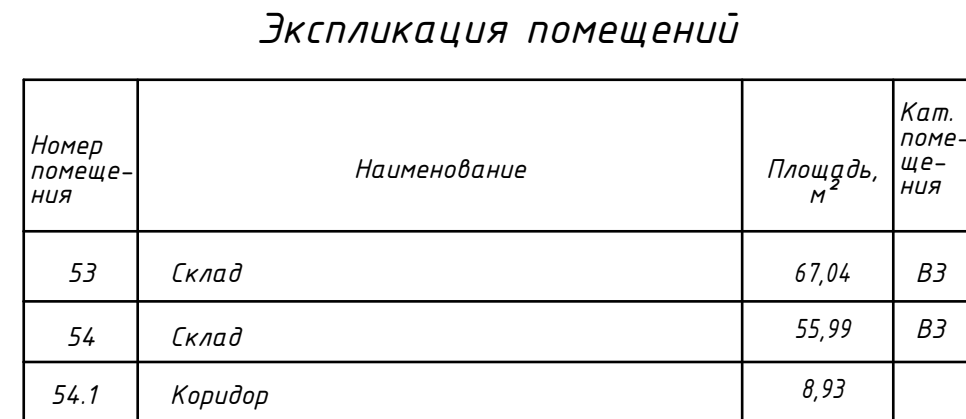 Экспликация помещений
Номер помеще-ния Наименование Площадь, м² Кат. поме-ще-ния
53 Склад 67,04 В3
54 Склад 55,99 В3
54.1 Коридор 8,93